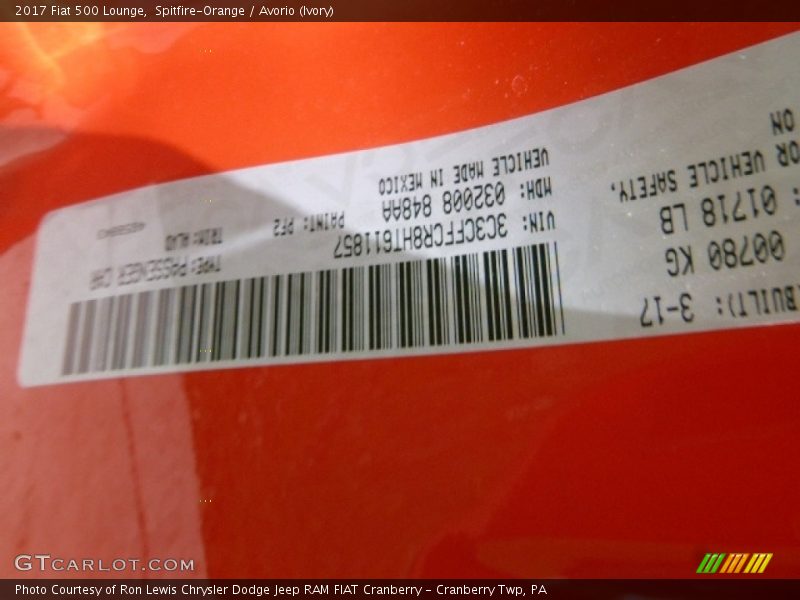 2017 Fiat 500 Lounge, Spitfire-Orange / Avorio (Ivory)
BUILT): 3-17
00780 KG
: 01718 LB
OR VEHICLE SAFETY.
ON
VIN: 3C3CFFCR8HT611857
MDH: 032008 848AA
VEHICLE MADE IN MEXICO
TYPE: PASSENGER CAR
TRIM: HLAD
PAINT: PF2
GTCARLOT.COM
Photo Courtesy of Ron Lewis Chrysler Dodge Jeep RAM FIAT Cranberry - Cranberry Twp, PA